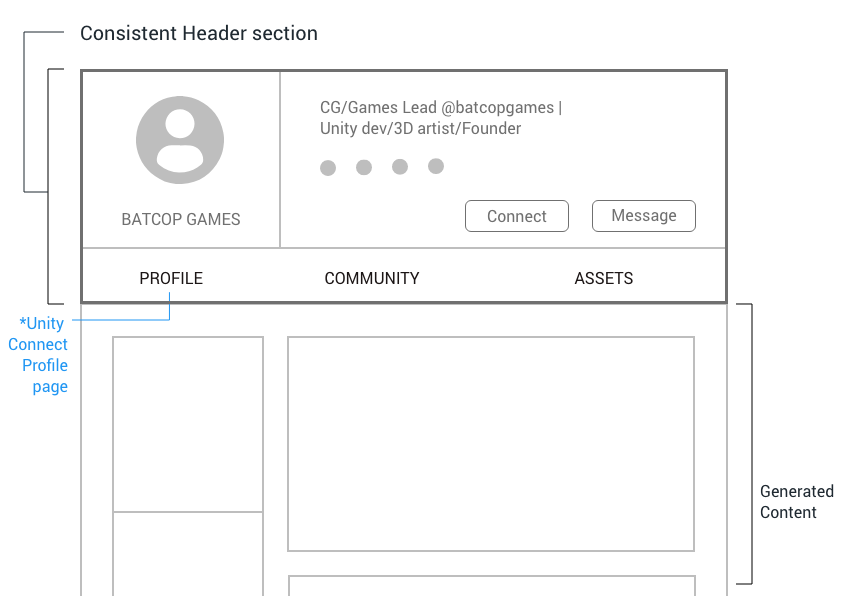 Consistent Header section
CG/Games Lead @batcopgames |
Unity dev/3D artist/Founder
BATCOP GAMES
Connect
Message
PROFILE
COMMUNITY
ASSETS
*Unity
Connect
Profile
page
Generated
Content